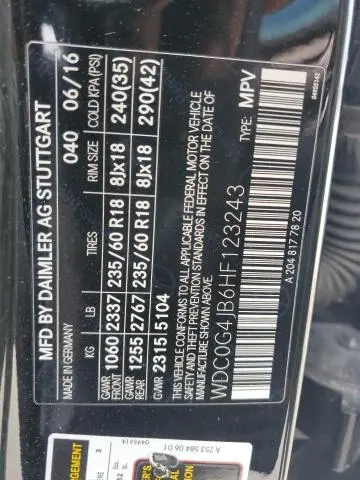 MFD BY DAIMLER AG·STUTTGART
MADE IN GERMANY 040 06/16
KG LB TIRES RIM SIZE COLD KPA(PSI)
GAWR
FRONT 1060 2337 235/60 R18 8Jx18 240(35)
GAWR
REAR 1255 2767 235/60 R18 8Jx18 290(42)
GVWR 2315 5104
THIS VEHICLE CONFORMS TO ALL APPLICABLE FEDERAL MOTOR VEHICLE
SAFETY AND THEFT PREVENTION STANDARDS IN EFFECT ON THE DATE OF
MANUFACTURE SHOWN ABOVE
WDC0G4JB6HF123243 TYPE: MPV
A 204 817 78 20 04955142
A 253 584 06 01
0495514